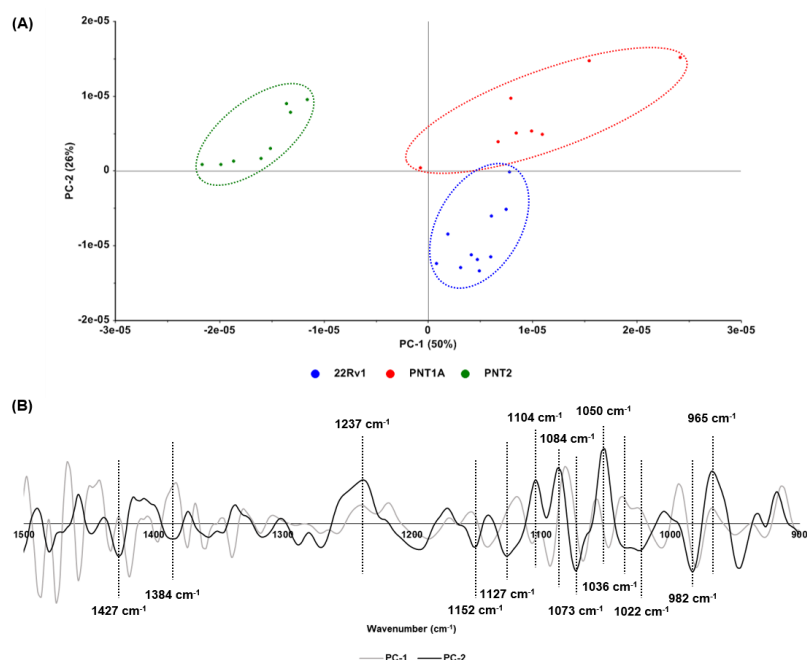 (A)
2e-05
1e-05
0
-1e-05
-2e-05
PC-2 (26%)
-3e-05 -2e-05 -1e-05 0 1e-05 2e-05 3e-05
PC-1 (50%)
22Rv1 PNT1A PNT2
(B)
1237 cm⁻¹ 1104 cm⁻¹ 1084 cm⁻¹ 1050 cm⁻¹ 965 cm⁻¹
1500 1400 1300 1200 1100 1000 900
1427 cm⁻¹ 1384 cm⁻¹ 1152 cm⁻¹ 1127 cm⁻¹ 1073 cm⁻¹ 1036 cm⁻¹ 1022 cm⁻¹ 982 cm⁻¹
Wavenumber (cm⁻¹)
PC-1 PC-2